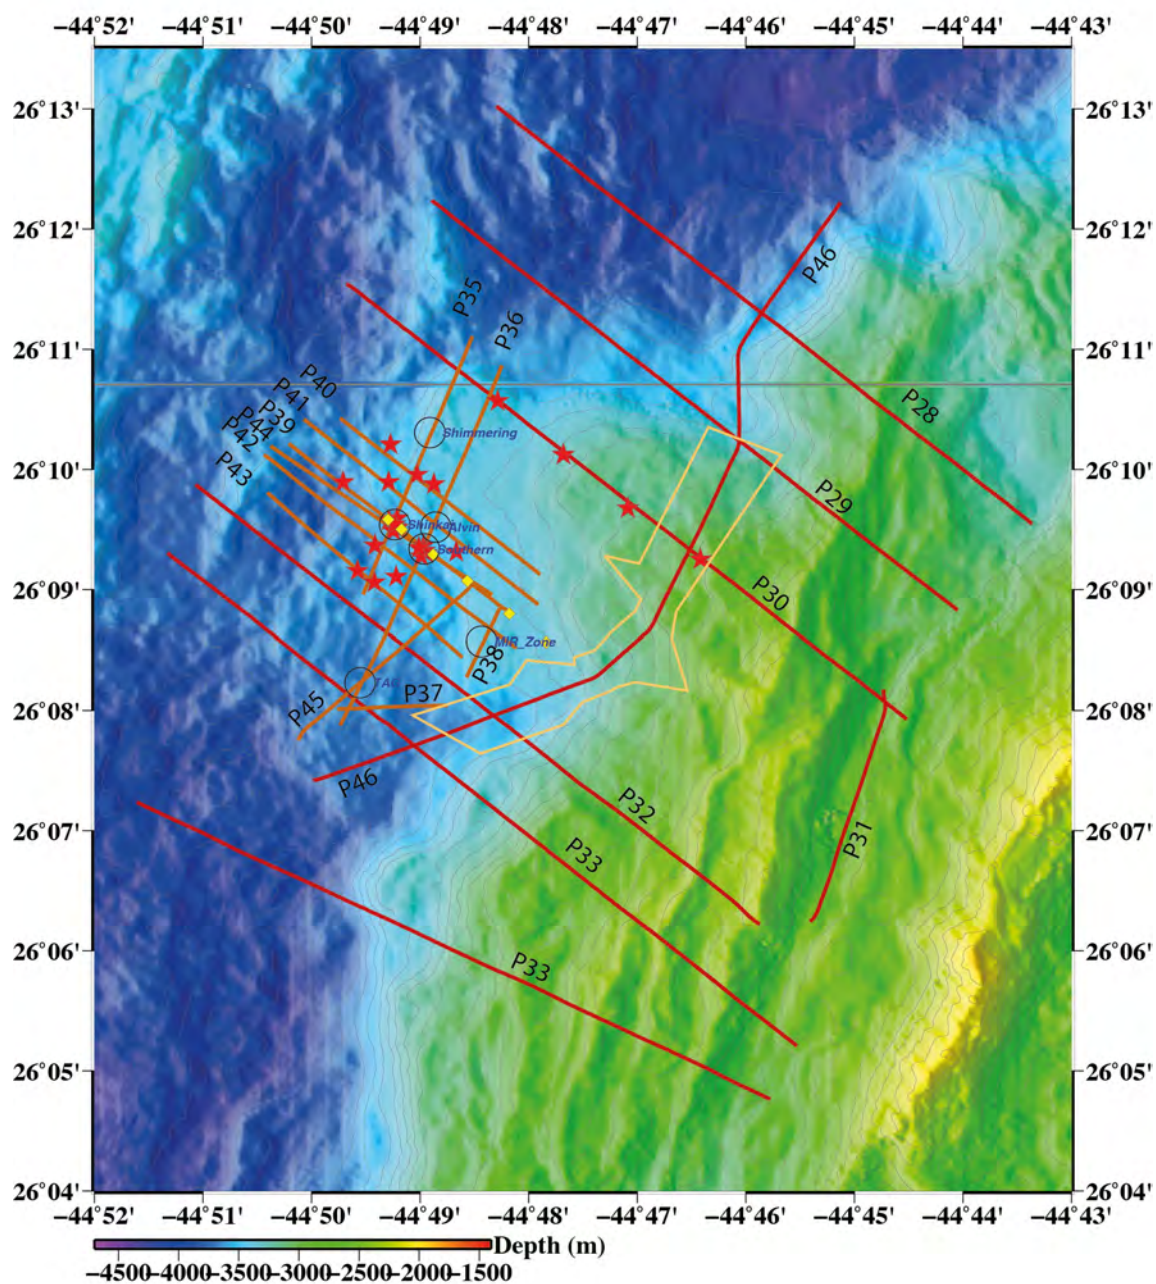 −44°52' −44°51' −44°50' −44°49' −44°48' −44°47' −44°46' −44°45' −44°44' −44°43'
26°13' 26°13'
26°12' 26°12'
P46
P35
P36
26°11' 26°11'
P40
P41
P28
P39
P44
P42
Shimmering
P43
26°10' 26°10'
P29
Shinkai Alvin
Southern
26°09' 26°09'
P30
MIR_Zone
P38
TAG
P37
P45
26°08' 26°08'
P46
P32
26°07' 26°07'
P31
P33
26°06' 26°06'
P33
26°05' 26°05'
26°04' 26°04'
−44°52' −44°51' −44°50' −44°49' −44°48' −44°47' −44°46' −44°45' −44°44' −44°43'
Depth (m)
−4500 −4000 −3500 −3000 −2500 −2000 −1500